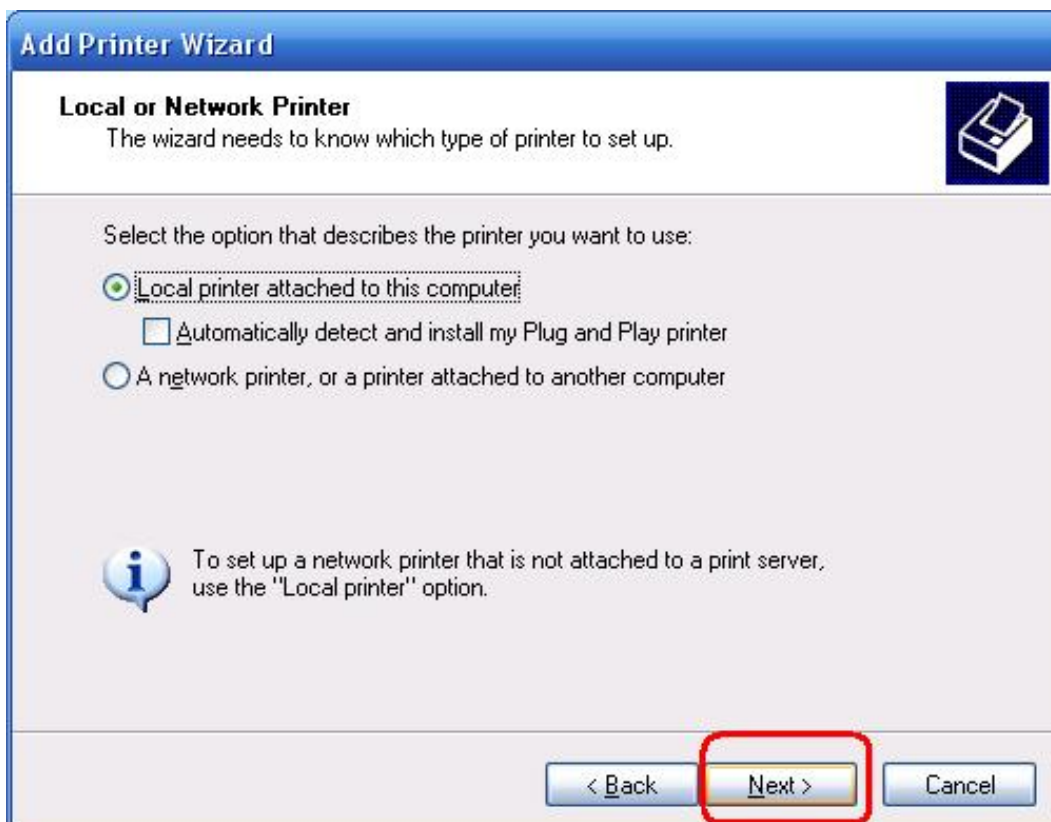 Add Printer Wizard
Local or Network Printer
The wizard needs to know which type of printer to set up.
Select the option that describes the printer you want to use:
Local printer attached to this computer
Automatically detect and install my Plug and Play printer
A network printer, or a printer attached to another computer
To set up a network printer that is not attached to a print server,
use the "Local printer" option.
< Back Next > Cancel